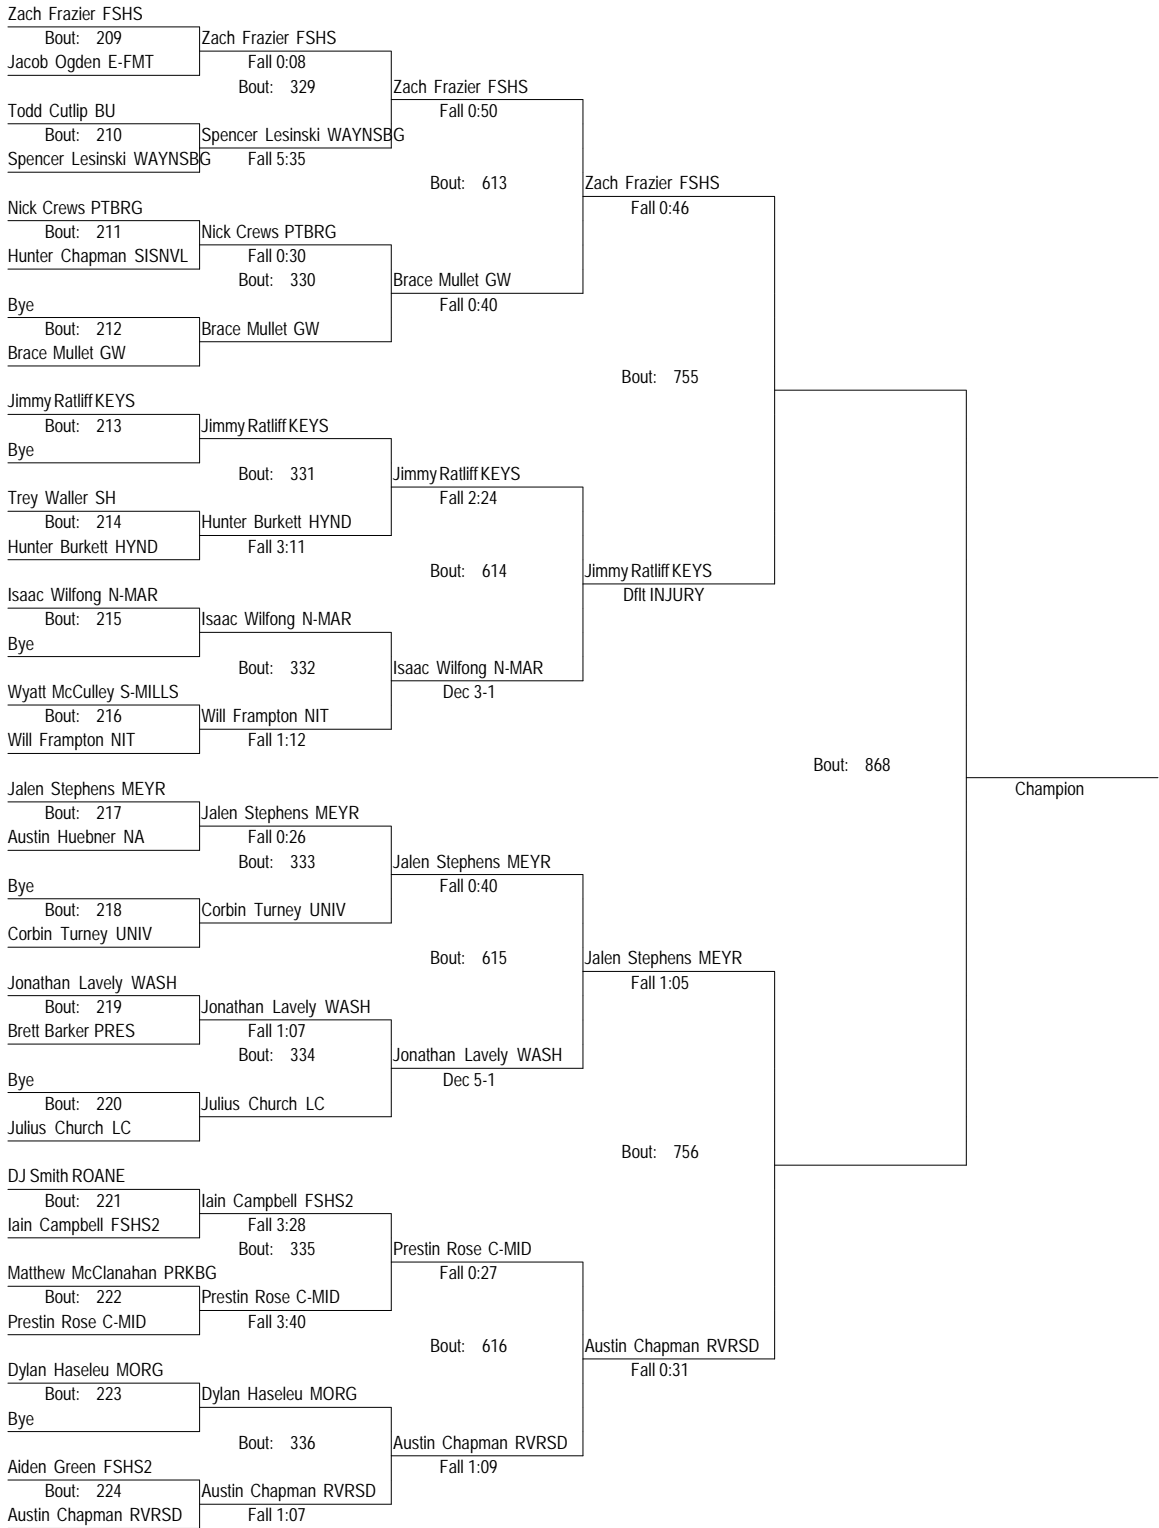 Zach Frazier FSHS
Bout: 209
Zach Frazier FSHS
Jacob Ogden E-FMT
Fall 0:08
Bout: 329
Zach Frazier FSHS
Todd Cutlip BU
Fall 0:50
Bout: 210
Spencer Lesinski WAYNSBG
Spencer Lesinski WAYNSBG
Fall 5:35
Bout: 613
Zach Frazier FSHS
Nick Crews PTBRG
Fall 0:46
Bout: 211
Nick Crews PTBRG
Hunter Chapman SISNVL
Fall 0:30
Bout: 330
Brace Mullet GW
Bye
Fall 0:40
Bout: 212
Brace Mullet GW
Brace Mullet GW
Bout: 755
Jimmy Ratliff KEYS
Bout: 213
Jimmy Ratliff KEYS
Bye
Bout: 331
Jimmy Ratliff KEYS
Trey Waller SH
Fall 2:24
Bout: 214
Hunter Burkett HYND
Hunter Burkett HYND
Fall 3:11
Bout: 614
Jimmy Ratliff KEYS
Isaac Wilfong N-MAR
Dflt INJURY
Bout: 215
Isaac Wilfong N-MAR
Bye
Bout: 332
Isaac Wilfong N-MAR
Wyatt McCulley S-MILLS
Dec 3-1
Bout: 216
Will Frampton NIT
Will Frampton NIT
Fall 1:12
Bout: 868
Jalen Stephens MEYR
Champion
Bout: 217
Jalen Stephens MEYR
Austin Huebner NA
Fall 0:26
Bout: 333
Jalen Stephens MEYR
Bye
Fall 0:40
Bout: 218
Corbin Turney UNIV
Corbin Turney UNIV
Bout: 615
Jalen Stephens MEYR
Jonathan Lavely WASH
Fall 1:05
Bout: 219
Jonathan Lavely WASH
Brett Barker PRES
Fall 1:07
Bout: 334
Jonathan Lavely WASH
Bye
Dec 5-1
Bout: 220
Julius Church LC
Julius Church LC
Bout: 756
DJ Smith ROANE
Bout: 221
Iain Campbell FSHS2
Iain Campbell FSHS2
Fall 3:28
Bout: 335
Prestin Rose C-MID
Matthew McClanahan PRKBG
Fall 0:27
Bout: 222
Prestin Rose C-MID
Prestin Rose C-MID
Fall 3:40
Bout: 616
Austin Chapman RVRSD
Dylan Haseleu MORG
Fall 0:31
Bout: 223
Dylan Haseleu MORG
Bye
Bout: 336
Austin Chapman RVRSD
Aiden Green FSHS2
Fall 1:09
Bout: 224
Austin Chapman RVRSD
Austin Chapman RVRSD
Fall 1:07